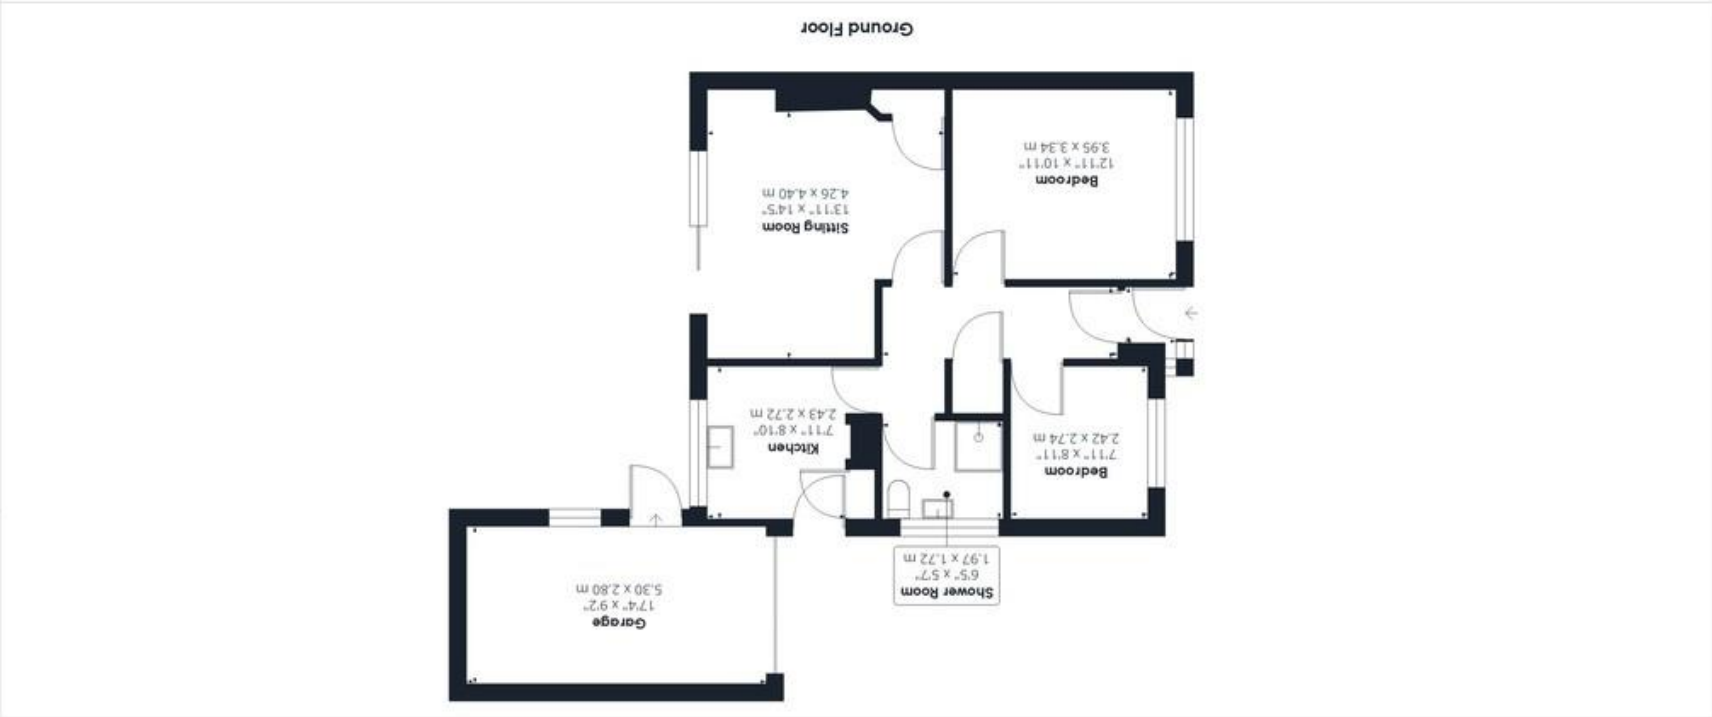 Garage
17'4" x 9'2"
5.30 x 2.80 m
Shower Room
6'5" x 5'7"
1.97 x 1.72 m
Bedroom
7'11" x 8'11"
2.42 x 2.74 m
Kitchen
7'11" x 8'10"
2.43 x 2.72 m
Sitting Room
13'11" x 14'5"
4.26 x 4.40 m
Bedroom
12'11" x 10'11"
3.95 x 3.34 m
Ground Floor